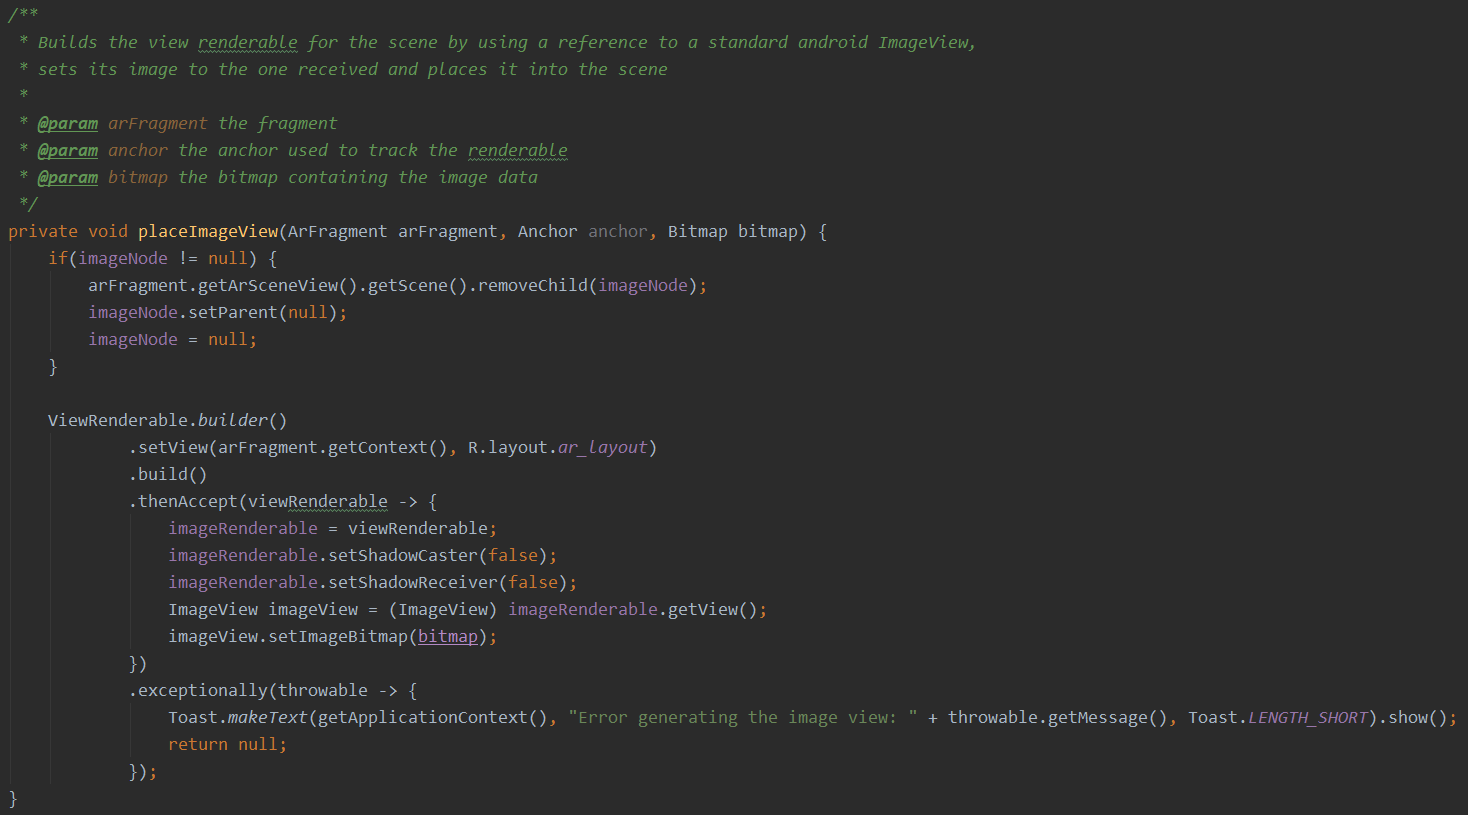 /**
 * Builds the view renderable for the scene by using a reference to a standard android ImageView,
 * sets its image to the one received and places it into the scene
 *
 * @param arFragment the fragment
 * @param anchor the anchor used to track the renderable
 * @param bitmap the bitmap containing the image data
 */
private void placeImageView(ArFragment arFragment, Anchor anchor, Bitmap bitmap) {
    if(imageNode != null) {
        arFragment.getArSceneView().getScene().removeChild(imageNode);
        imageNode.setParent(null);
        imageNode = null;
    }

    ViewRenderable.builder()
            .setView(arFragment.getContext(), R.layout.ar_layout)
            .build()
            .thenAccept(viewRenderable -> {
                imageRenderable = viewRenderable;
                imageRenderable.setShadowCaster(false);
                imageRenderable.setShadowReceiver(false);
                ImageView imageView = (ImageView) imageRenderable.getView();
                imageView.setImageBitmap(bitmap);
            })
            .exceptionally(throwable -> {
                Toast.makeText(getApplicationContext(), "Error generating the image view: " + throwable.getMessage(), Toast.LENGTH_SHORT).show();
                return null;
            });
}